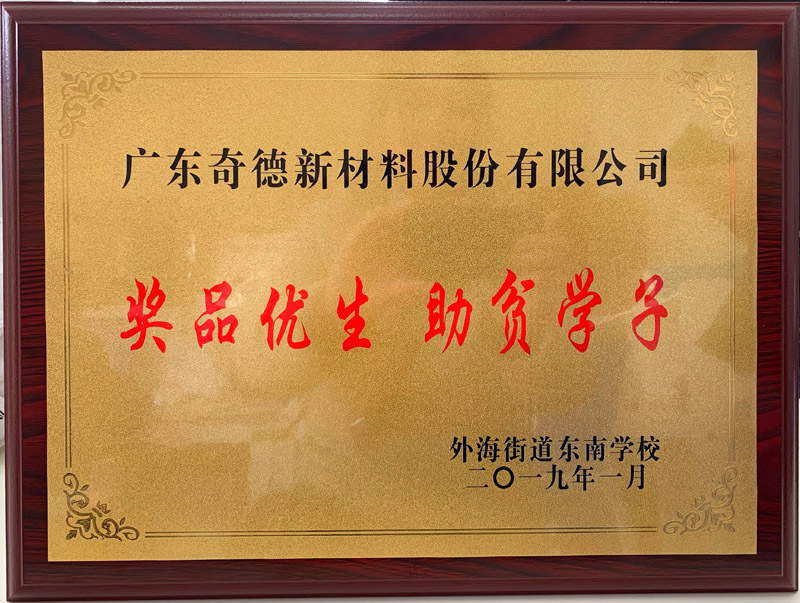 广东奇德新材料股份有限公司
奖品优生 助贫学子
外海街道东南学校
二〇一九年一月